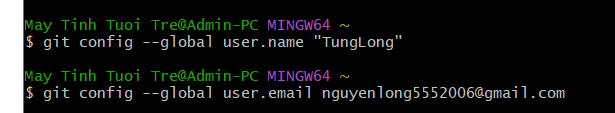 May Tinh Tuoi Tre@Admin-PC MINGW64 ~
$ git config --global user.name "TungLong"
May Tinh Tuoi Tre@Admin-PC MINGW64 ~
$ git config --global user.email nguyenlong5552006@gmail.com